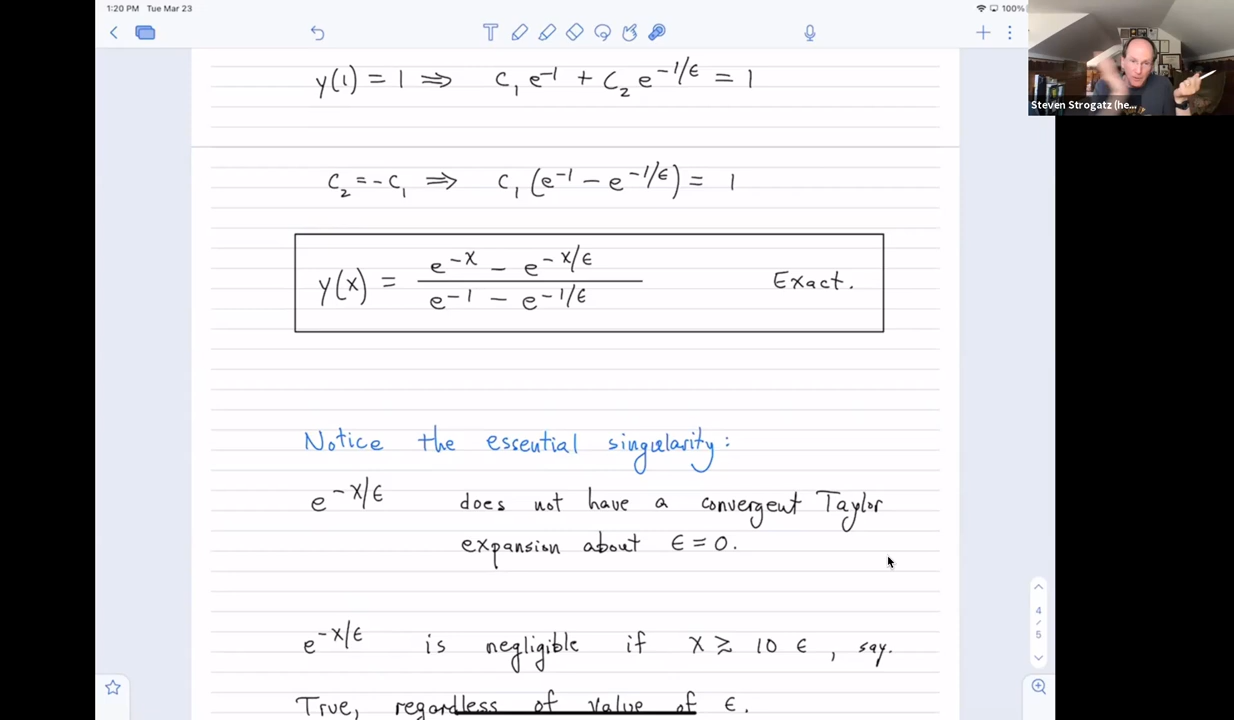 1:20 PM Tue Mar 23
100%
y(1) = 1 ⇒ C₁ e⁻¹ + C₂ e^(-1/ϵ) = 1
C₂ = -C₁ ⇒ C₁ (e⁻¹ - e^(-1/ϵ)) = 1
y(x) = (e^(-x) - e^(-x/ϵ)) / (e⁻¹ - e^(-1/ϵ)) Exact.
Notice the essential singularity:
e^(-x/ϵ) does not have a convergent Taylor
expansion about ϵ = 0.
e^(-x/ϵ) is negligible if x ≳ 10 ϵ, say.
True, regardless of value of ϵ.
Steven Strogatz (he...
4
/
5